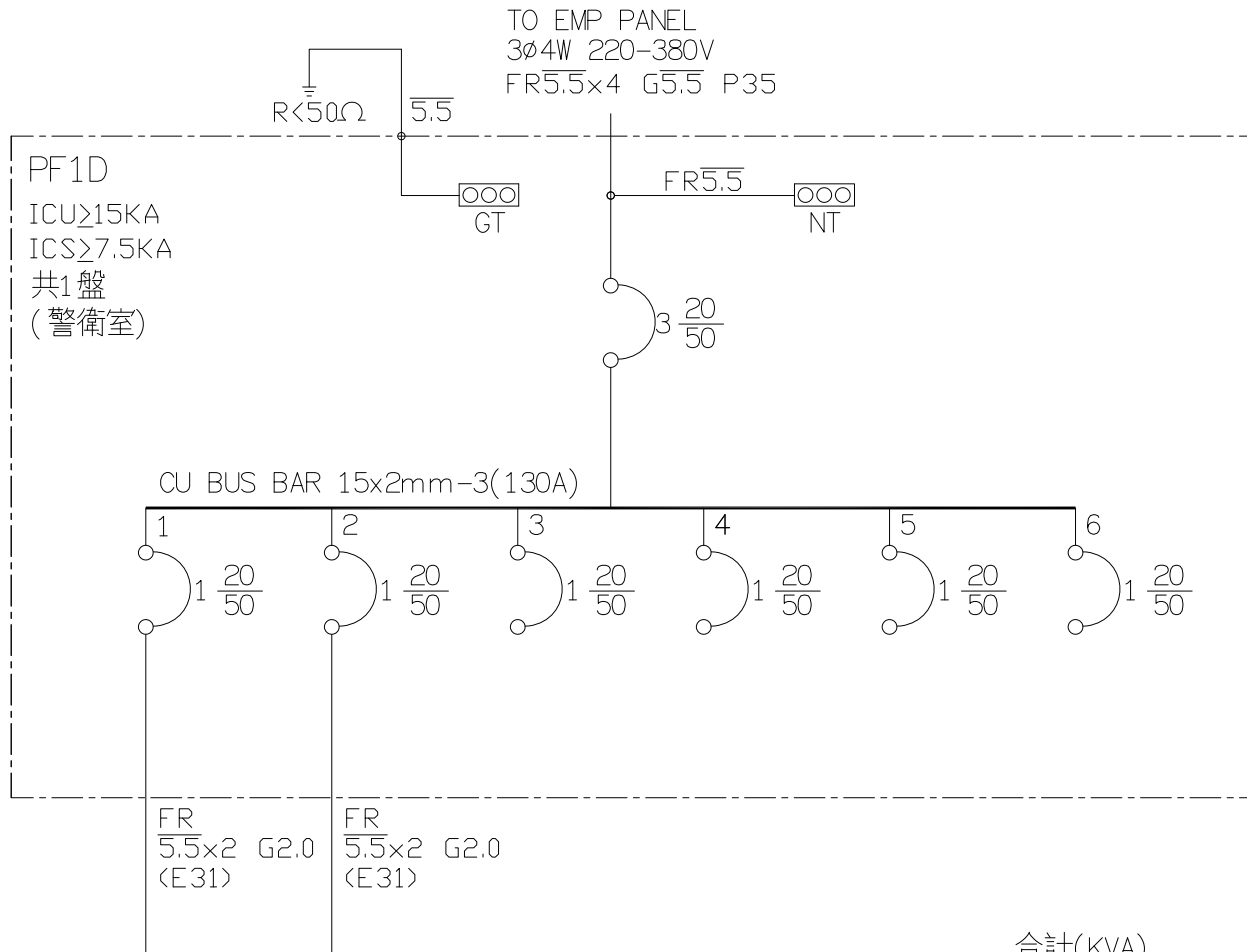 TO EMP PANEL
3ø4W 220-380V
FR5.5x4 G5.5 P35
R<50Ω
5.5
PF1D
ICU≥15KA
ICS≥7.5KA
共1盤
(警衛室)
GT
FR5.5
NT
3 20/50
CU BUS BAR 15x2mm-3(130A)
1 2 3 4 5 6
1 20/50 1 20/50 1 20/50 1 20/50 1 20/50 1 20/50
FR
5.5x2 G2.0
(E31)
FR
5.5x2 G2.0
(E31)
合計(KVA)